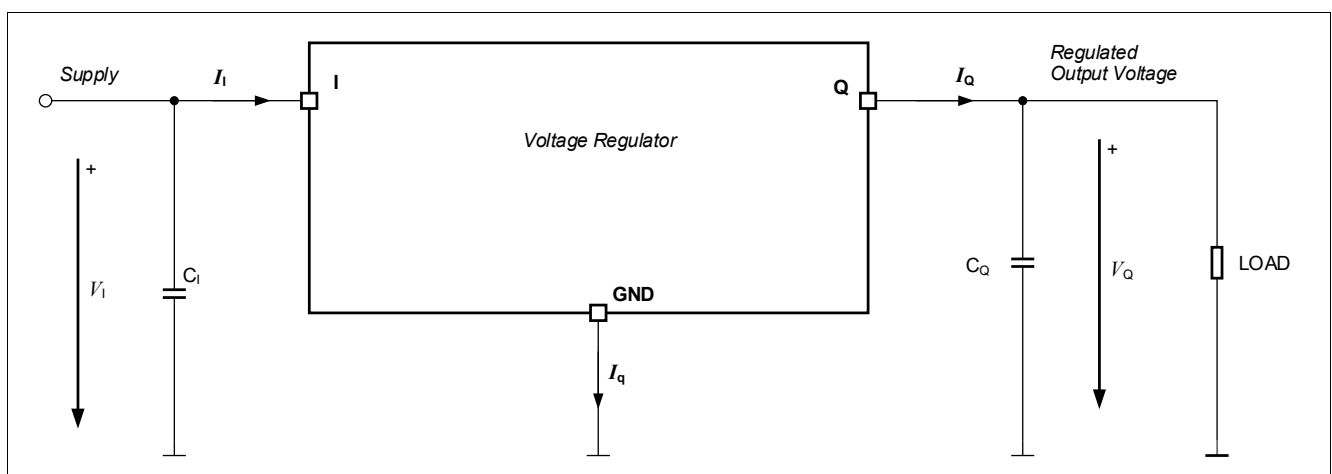 Supply
I_I
I
Q
I_Q
Regulated
Output Voltage
Voltage Regulator
+
+
V_I
C_I
C_Q
V_Q
LOAD
GND
I_q